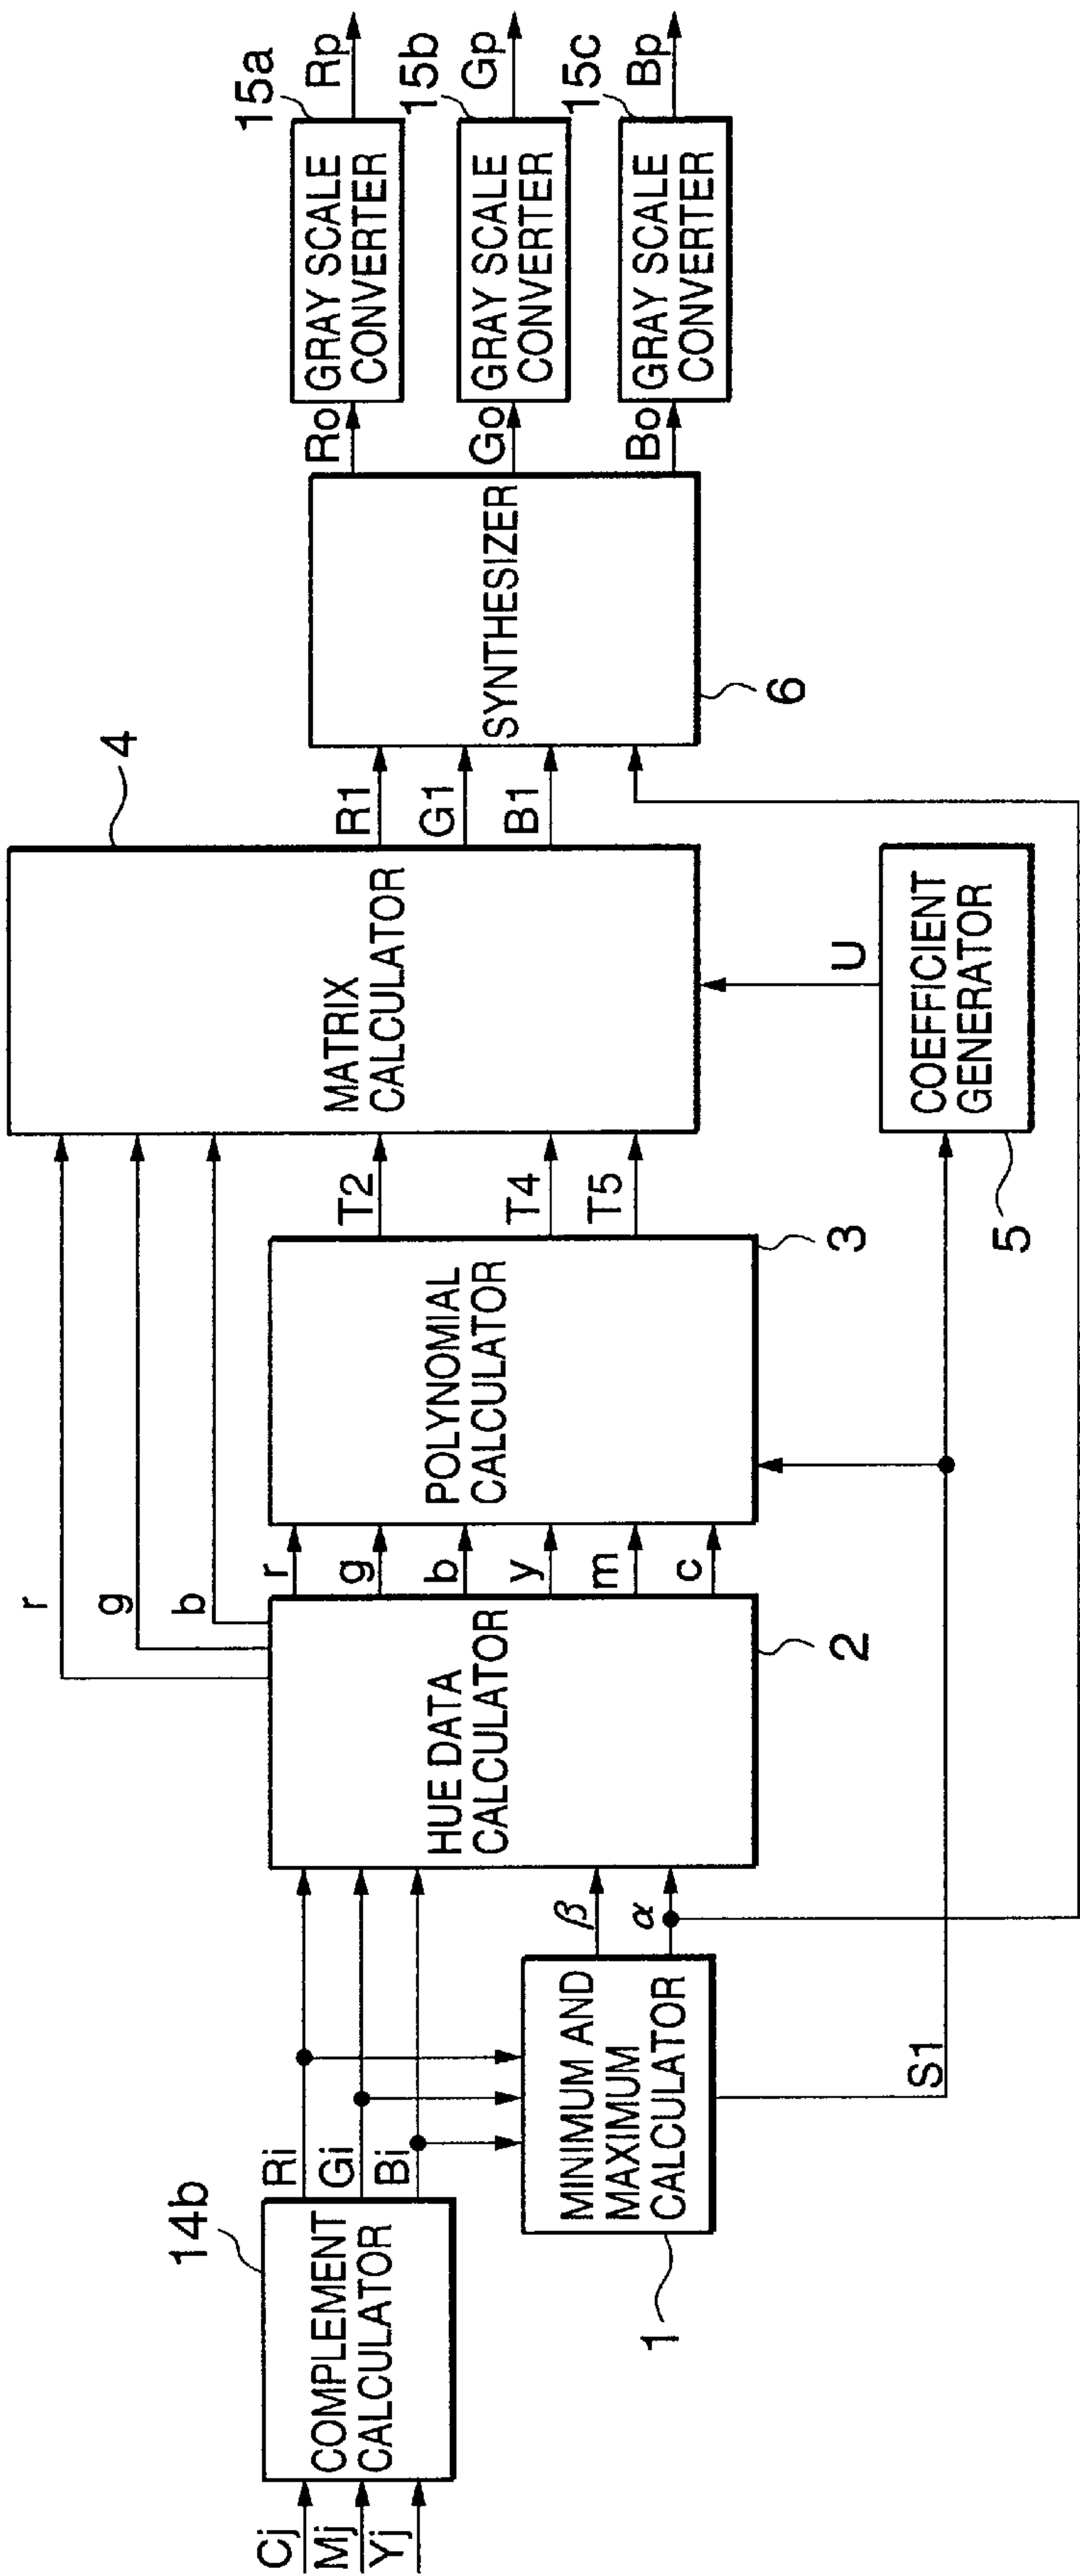 Cj
Mj
Yj
14b
COMPLEMENT
CALCULATOR
Ri
Gi
Bi
1
MINIMUM AND
MAXIMUM
CALCULATOR
β
α
S1
HUE DATA
CALCULATOR
2
r
g
b
r
g
b
y
m
c
POLYNOMIAL
CALCULATOR
3
T2
T4
T5
MATRIX
CALCULATOR
4
5
COEFFICIENT
GENERATOR
U
R1
G1
B1
SYNTHESIZER
6
Ro
Go
Bo
15a
GRAY SCALE
CONVERTER
Rp
15b
GRAY SCALE
CONVERTER
Gp
15c
GRAY SCALE
CONVERTER
Bp